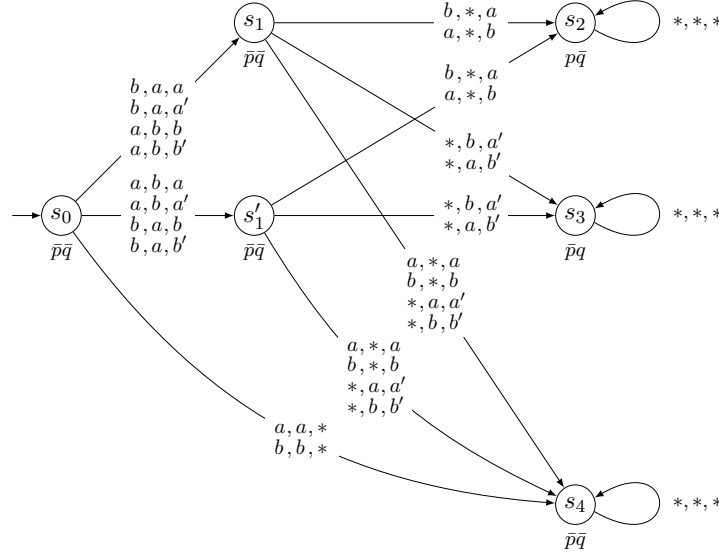 b, *, a
a, *, b
s₁
p̄q̄
s₂
pq̄
*, *, *
b, *, a
a, *, b
b, a, a
b, a, a′
a, b, b
a, b, b′
*, b, a′
*, a, b′
a, b, a
a, b, a′
b, a, b
b, a, b′
s₀
p̄q̄
s′₁
p̄q̄
*, b, a′
*, a, b′
s₃
p̄q
*, *, *
a, *, a
b, *, b
*, a, a′
*, b, b′
a, *, a
b, *, b
*, a, a′
*, b, b′
a, a, *
b, b, *
s₄
p̄q̄
*, *, *